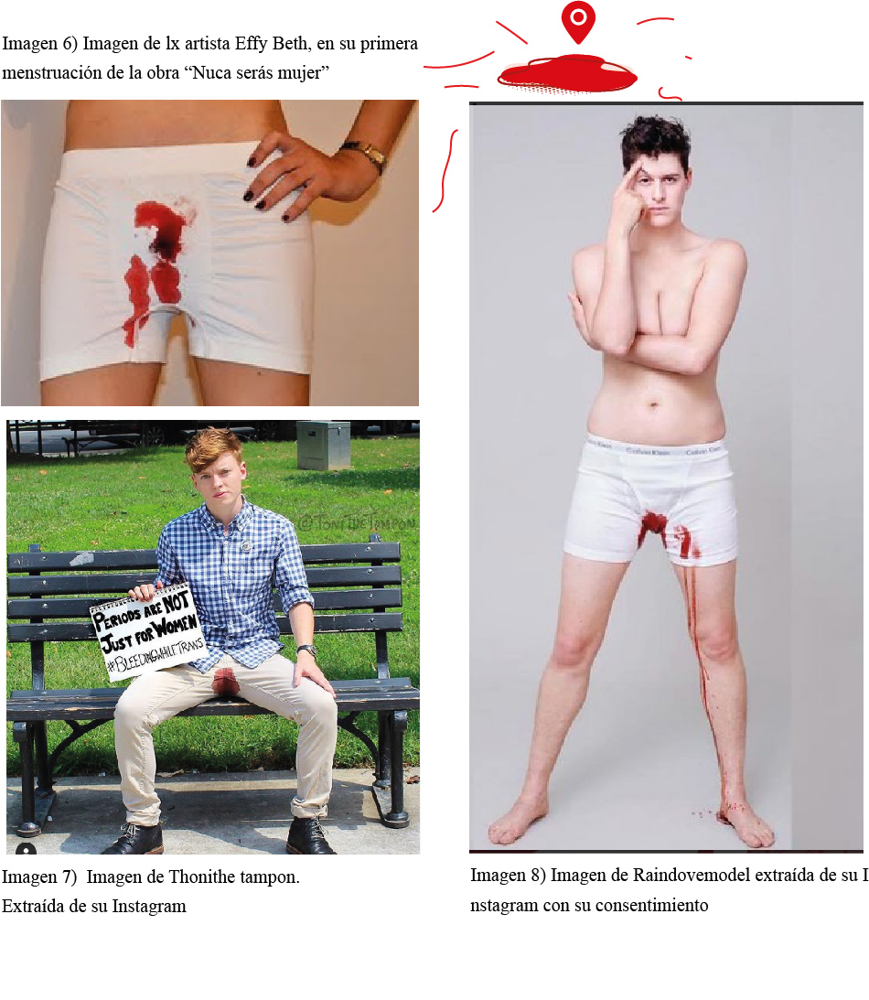 Imagen 6) Imagen de lx artista Effy Beth, en su primera
menstruación de la obra “Nuca serás mujer”
Calvin Klein
Calvin Klein
©ToniTheTampon
PERIODS ARE NOT
JUST FOR WOMEN
#BLEEDINGWHILETRANS
Imagen 7)  Imagen de Thonithe tampon.
Extraída de su Instagram
Imagen 8) Imagen de Raindovemodel extraída de su I
nstagram con su consentimiento